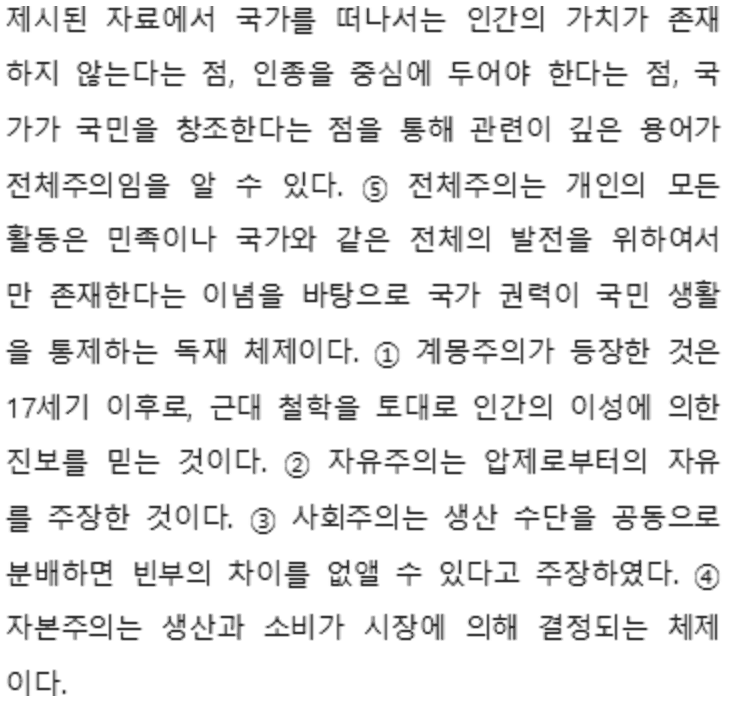 제시된 자료에서 국가를 떠나서는 인간의 가치가 존재
하지 않는다는 점, 인종을 중심에 두어야 한다는 점, 국
가가 국민을 창조한다는 점을 통해 관련이 깊은 용어가
전체주의임을 알 수 있다. ⑤ 전체주의는 개인의 모든
활동은 민족이나 국가와 같은 전체의 발전을 위하여서
만 존재한다는 이념을 바탕으로 국가 권력이 국민 생활
을 통제하는 독재 체제이다. ① 계몽주의가 등장한 것은
17세기 이후로, 근대 철학을 토대로 인간의 이성에 의한
진보를 믿는 것이다. ② 자유주의는 압제로부터의 자유
를 주장한 것이다. ③ 사회주의는 생산 수단을 공동으로
분배하면 빈부의 차이를 없앨 수 있다고 주장하였다. ④
자본주의는 생산과 소비가 시장에 의해 결정되는 체제
이다.